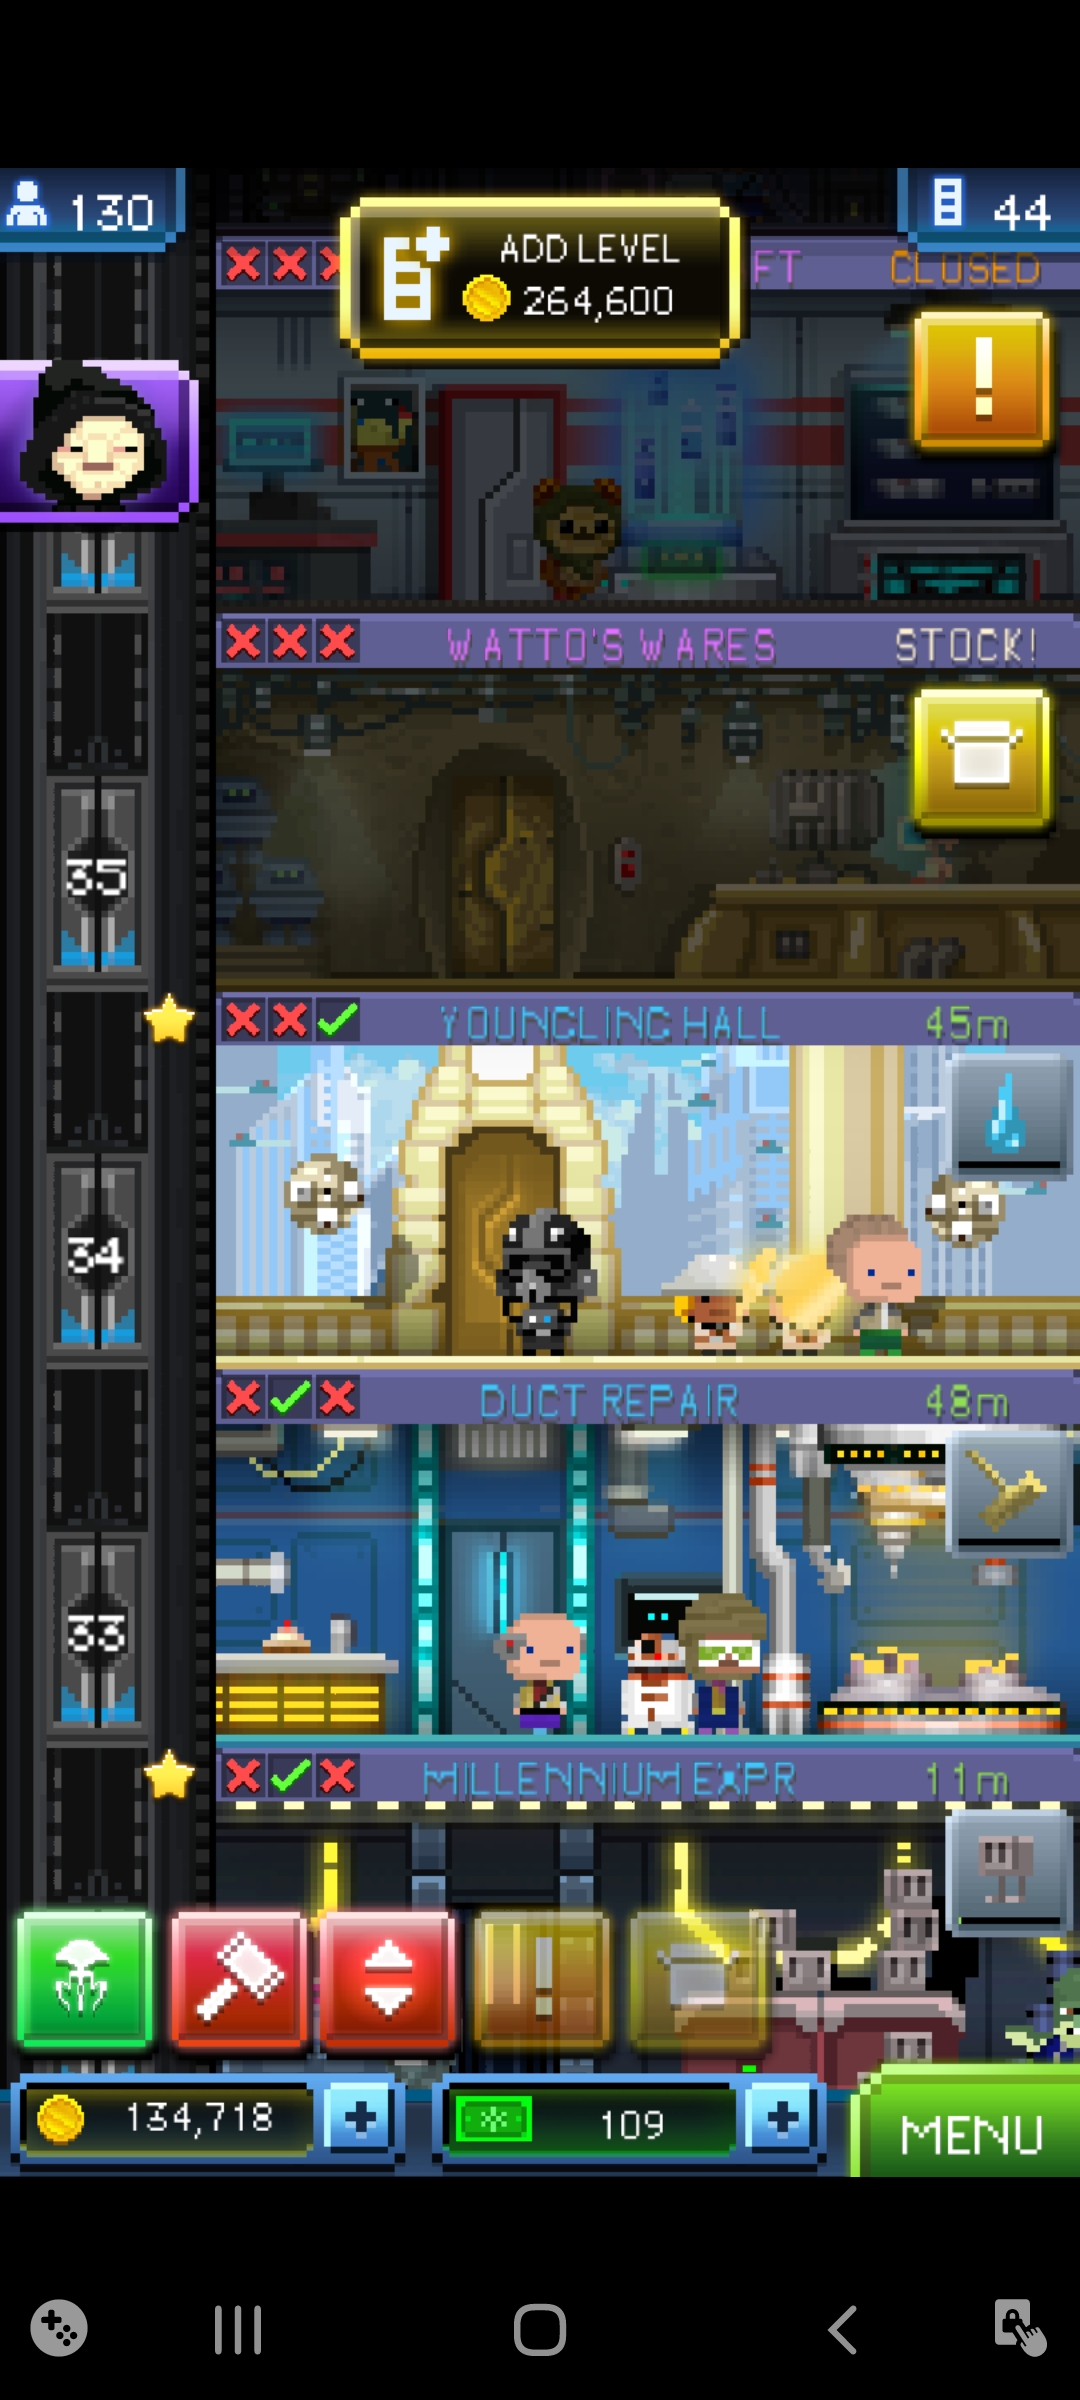 130
ADD LEVEL
264,600
44
FT
CLOSED
WATTO'S WARES
STOCK!
35
YOUNGLING HALL
45m
34
DUCT REPAIR
48m
33
MILLENNIUM EXPR
11m
134,718
109
MENU